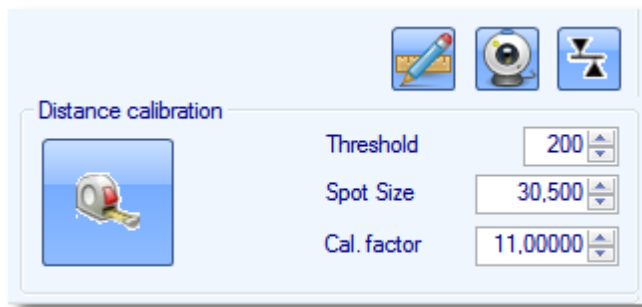 Distance calibration
Threshold 200
Spot Size 30,500
Cal. factor 11,00000